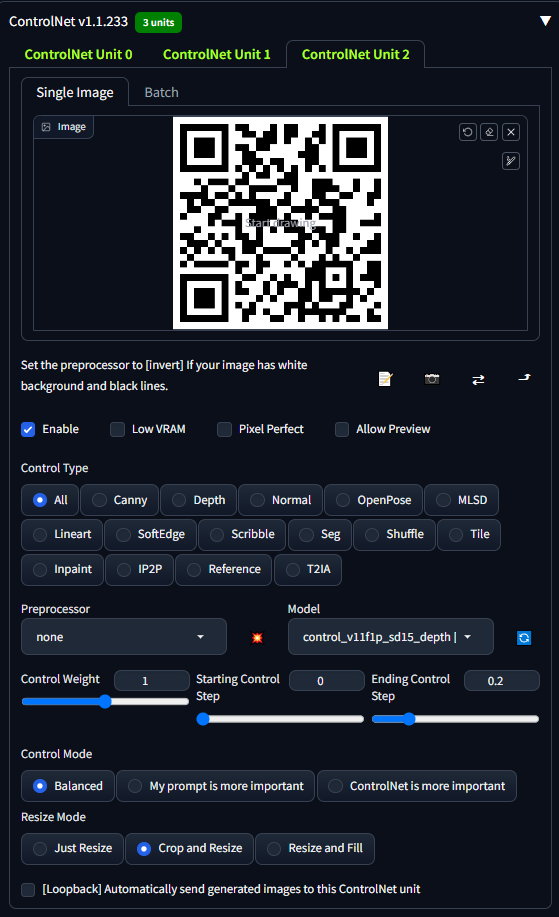 ControlNet v1.1.233 3 units ▼
ControlNet Unit 0 ControlNet Unit 1 ControlNet Unit 2
Single Image Batch
Image
Start drawing
Set the preprocessor to [invert] If your image has white
background and black lines.
Enable Low VRAM Pixel Perfect Allow Preview
Control Type
All Canny Depth Normal OpenPose MLSD
Lineart SoftEdge Scribble Seg Shuffle Tile
Inpaint IP2P Reference T2IA
Preprocessor Model
none control_v11f1p_sd15_depth [
Control Weight 1 Starting Control 0 Ending Control 0.2
Step Step
Control Mode
Balanced My prompt is more important ControlNet is more important
Resize Mode
Just Resize Crop and Resize Resize and Fill
[Loopback] Automatically send generated images to this ControlNet unit